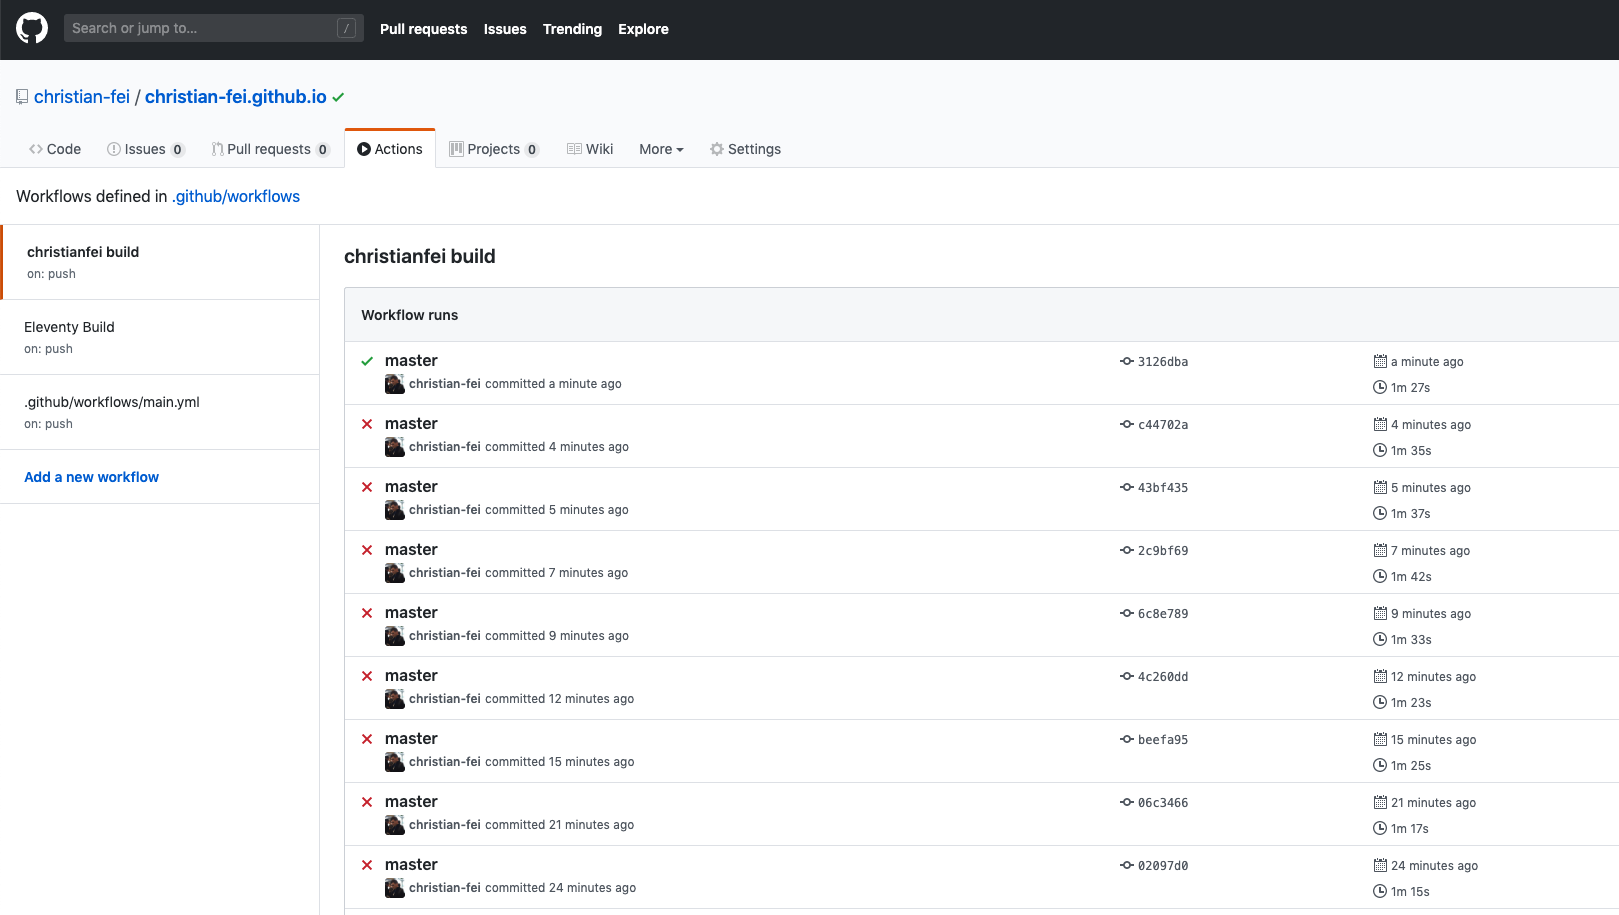 Search or jump to... / Pull requests Issues Trending Explore
christian-fei / christian-fei.github.io
Code Issues 0 Pull requests 0 Actions Projects 0 Wiki More Settings
Workflows defined in .github/workflows
christianfei build
on: push
Eleventy Build
on: push
.github/workflows/main.yml
on: push
Add a new workflow
christianfei build
Workflow runs
master 3126dba a minute ago
christian-fei committed a minute ago 1m 27s
master c44702a 4 minutes ago
christian-fei committed 4 minutes ago 1m 35s
master 43bf435 5 minutes ago
christian-fei committed 5 minutes ago 1m 37s
master 2c9bf69 7 minutes ago
christian-fei committed 7 minutes ago 1m 42s
master 6c8e789 9 minutes ago
christian-fei committed 9 minutes ago 1m 33s
master 4c260dd 12 minutes ago
christian-fei committed 12 minutes ago 1m 23s
master beefa95 15 minutes ago
christian-fei committed 15 minutes ago 1m 25s
master 06c3466 21 minutes ago
christian-fei committed 21 minutes ago 1m 17s
master 02097d0 24 minutes ago
christian-fei committed 24 minutes ago 1m 15s